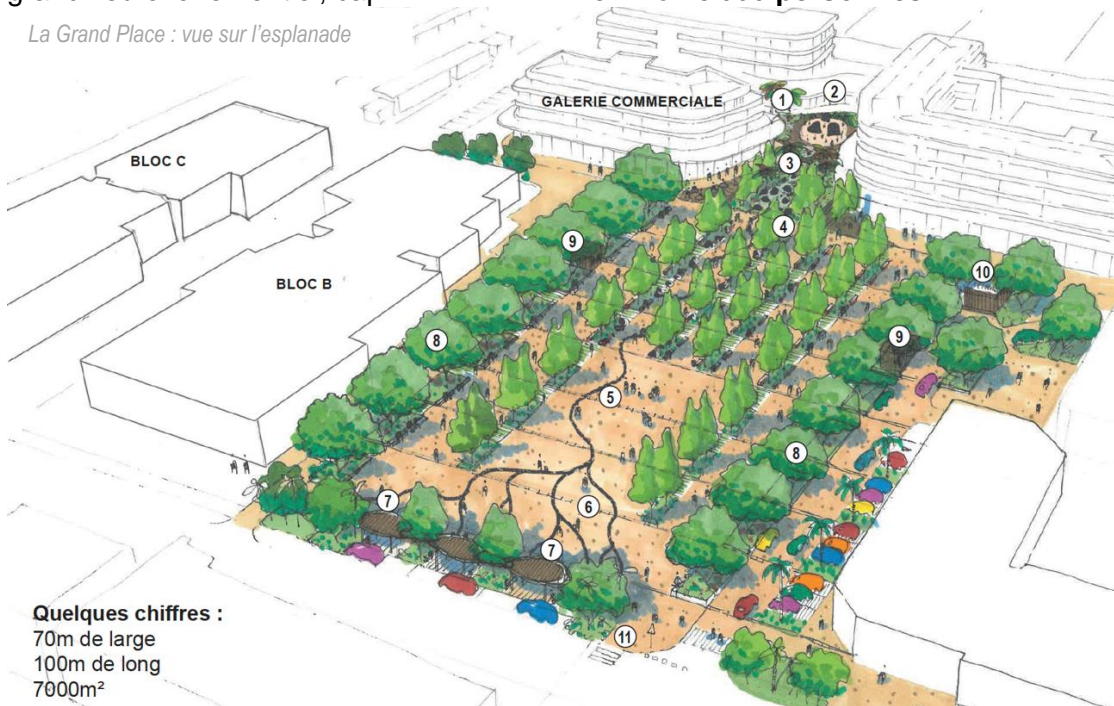 La Grand Place : vue sur l'esplanade
1
2
GALERIE COMMERCIALE
BLOC C
3
4
9
10
BLOC B
8
9
5
8
7
6
7
Quelques chiffres :
70m de large
100m de long
7000m²
11